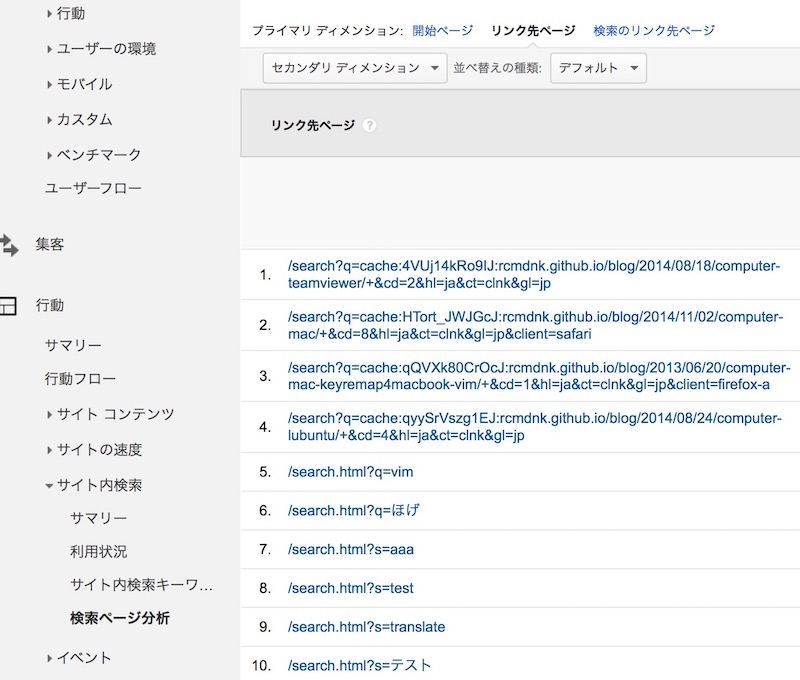 行動
ユーザーの環境
モバイル
カスタム
ベンチマーク
ユーザーフロー
集客
行動
サマリー
行動フロー
サイト コンテンツ
サイトの速度
サイト内検索
サマリー
利用状況
サイト内検索キーワ...
検索ページ分析
イベント
プライマリ ディメンション: 開始ページ リンク先ページ 検索のリンク先ページ
セカンダリ ディメンション 並べ替えの種類: デフォルト
リンク先ページ ?
1. /search?q=cache:4VUj14kRo9IJ:rcmdnk.github.io/blog/2014/08/18/computer-
teamviewer/+&cd=2&hl=ja&ct=clnk&gl=jp
2. /search?q=cache:HTort_JWJGcJ:rcmdnk.github.io/blog/2014/11/02/computer-
mac/+&cd=8&hl=ja&ct=clnk&gl=jp&client=safari
3. /search?q=cache:qQVXk80CrOcJ:rcmdnk.github.io/blog/2013/06/20/computer-
mac-keyremap4macbook-vim/+&cd=1&hl=ja&ct=clnk&gl=jp&client=firefox-a
4. /search?q=cache:qyySrVszg1EJ:rcmdnk.github.io/blog/2014/08/24/computer-
lubuntu/+&cd=4&hl=ja&ct=clnk&gl=jp
5. /search.html?q=vim
6. /search.html?q=ほげ
7. /search.html?s=aaa
8. /search.html?s=test
9. /search.html?s=translate
10. /search.html?s=テスト